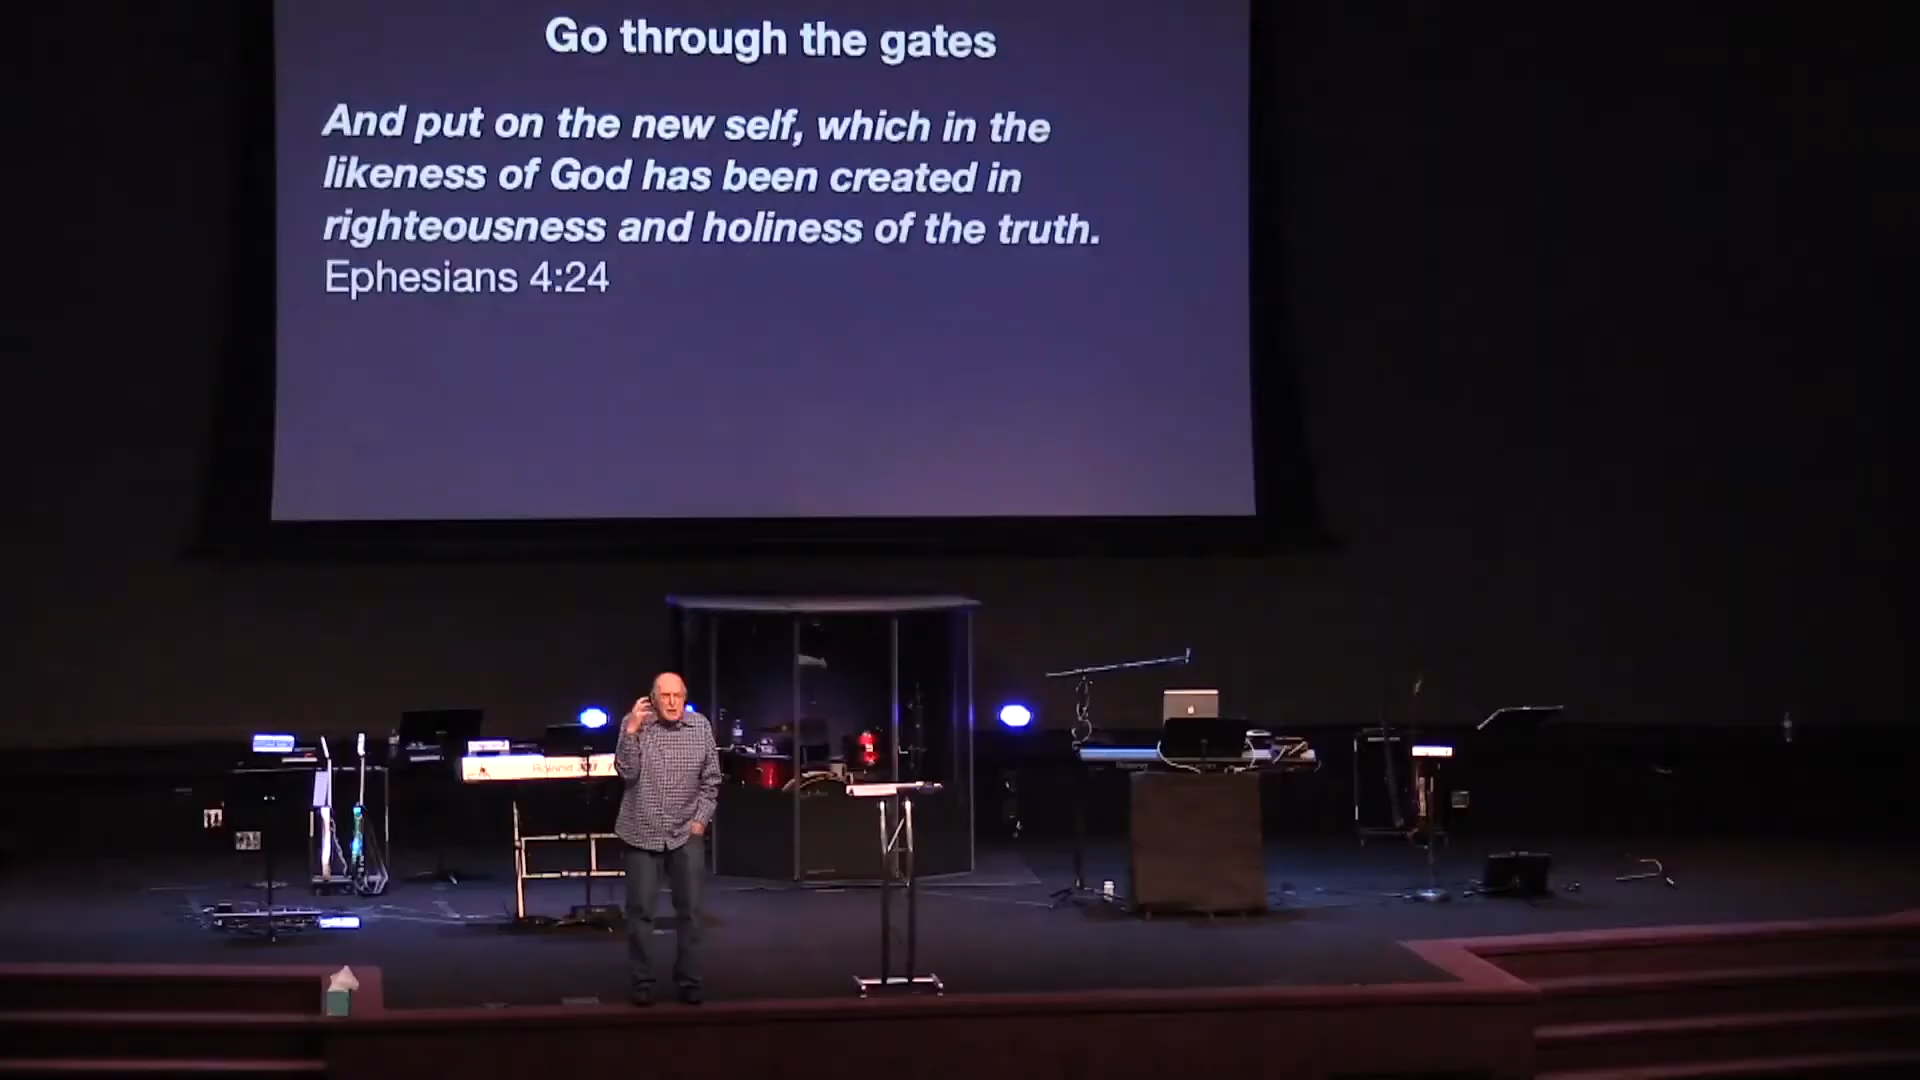 Go through the gates
And put on the new self, which in the
likeness of God has been created in
righteousness and holiness of the truth.
Ephesians 4:24
Roland